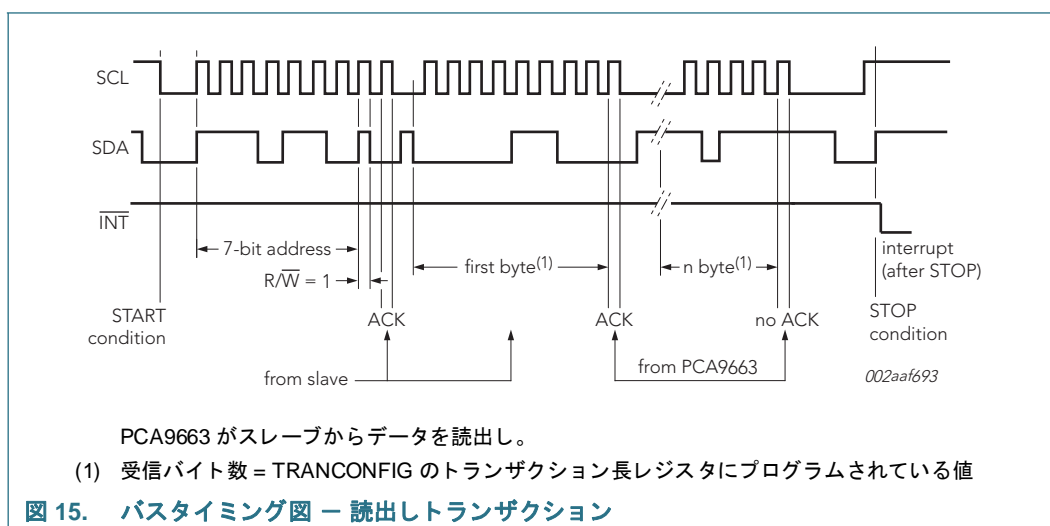 SCL
SDA
INT
7-bit address
R/W = 1
first byte(1)
n byte(1)
interrupt
(after STOP)
START
condition
ACK
ACK
no ACK
STOP
condition
from slave
from PCA9663
002aaf693
PCA9663 がスレーブからデータを読出し。
(1) 受信バイト数 = TRANCONFIG のトランザクション長レジスタにプログラムされている値
図 15. バスタイミング図 － 読出しトランザクション